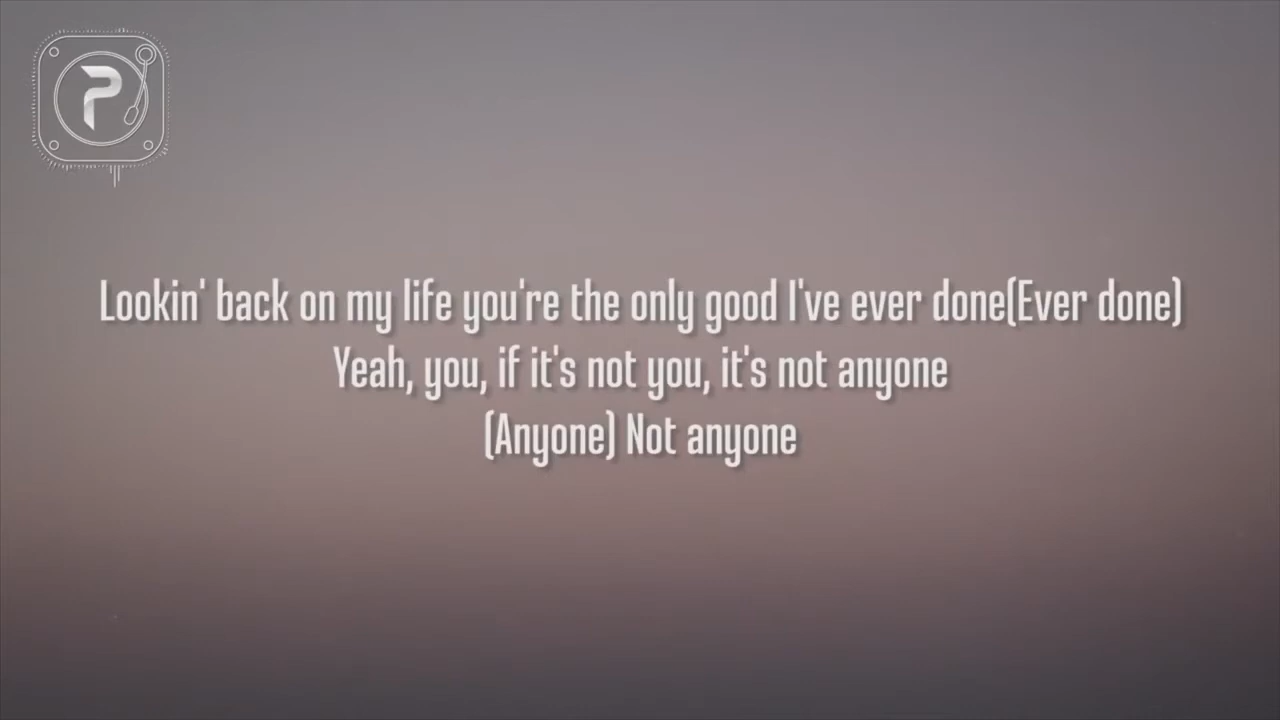 P
Lookin' back on my life you're the only good I've ever done(Ever done)
Yeah, you, if it's not you, it's not anyone
(Anyone) Not anyone